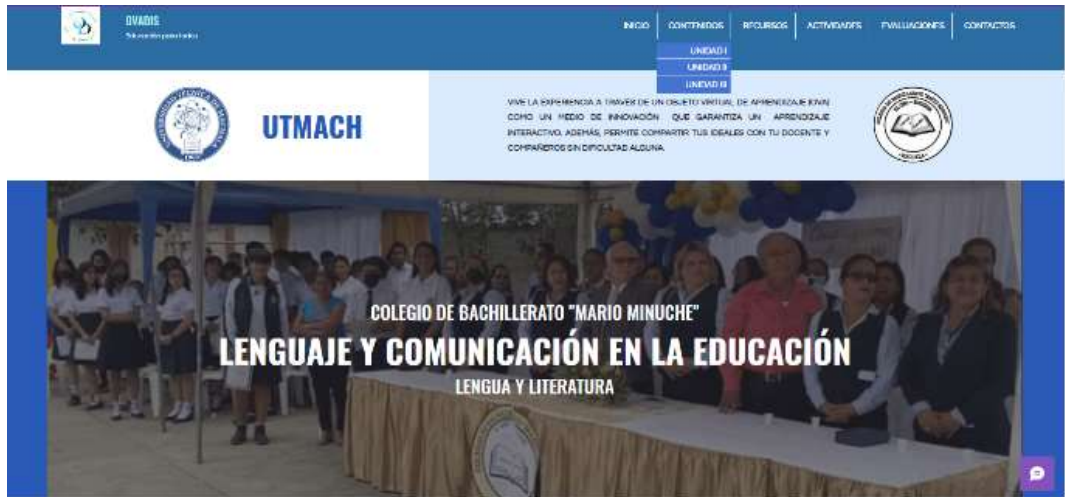 OVADIS
Educación para todos
INICIO
CONTENIDOS
RECURSOS
ACTIVIDADES
EVALUACIONES
CONTACTOS
UNIDAD I
UNIDAD II
UNIDAD III
UTMACH
VIVE LA EXPERIENCIA A TRAVÉS DE UN OBJETO VIRTUAL DE APRENDIZAJE (OVA)
COMO UN MEDIO DE INNOVACIÓN QUE GARANTIZA UN APRENDIZAJE
INTERACTIVO. ADEMÁS, PERMITE COMPARTIR TUS IDEALES CON TU DOCENTE Y
COMPAÑEROS SIN DIFICULTAD ALGUNA.
COLEGIO DE BACHILLERATO "MARIO MINUCHE"
LENGUAJE Y COMUNICACIÓN EN LA EDUCACIÓN
LENGUA Y LITERATURA